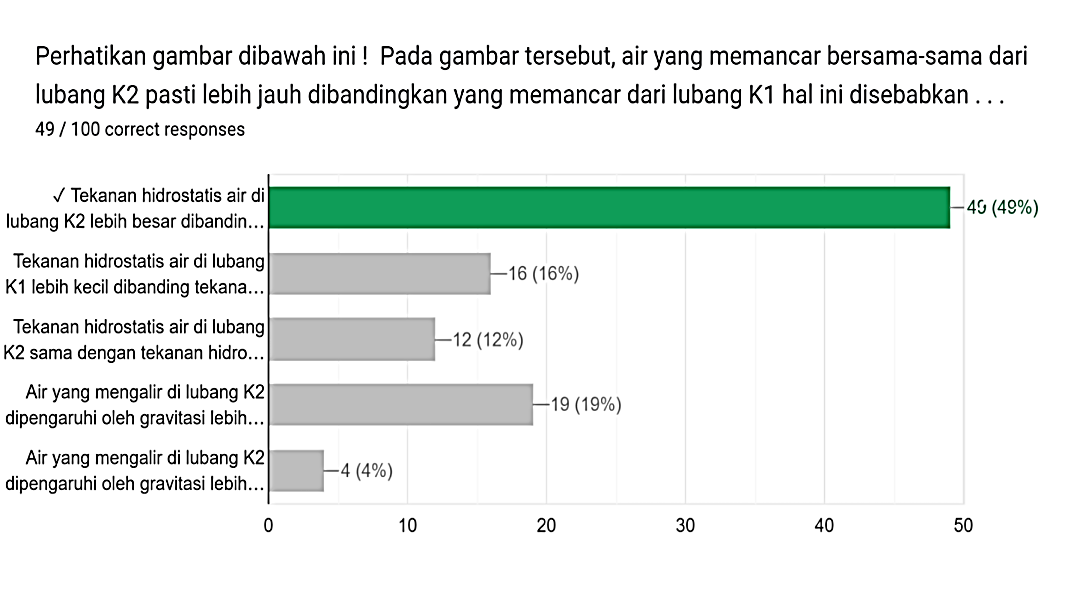 Perhatikan gambar dibawah ini ! Pada gambar tersebut, air yang memancar bersama-sama dari
lubang K2 pasti lebih jauh dibandingkan yang memancar dari lubang K1 hal ini disebabkan . . .
49 / 100 correct responses
✓ Tekanan hidrostatis air di
lubang K2 lebih besar dibandin...
49 (49%)
Tekanan hidrostatis air di lubang
K1 lebih kecil dibanding tekana...
16 (16%)
Tekanan hidrostatis air di lubang
K2 sama dengan tekanan hidro...
12 (12%)
Air yang mengalir di lubang K2
dipengaruhi oleh gravitasi lebih...
19 (19%)
Air yang mengalir di lubang K2
dipengaruhi oleh gravitasi lebih...
4 (4%)
0 10 20 30 40 50